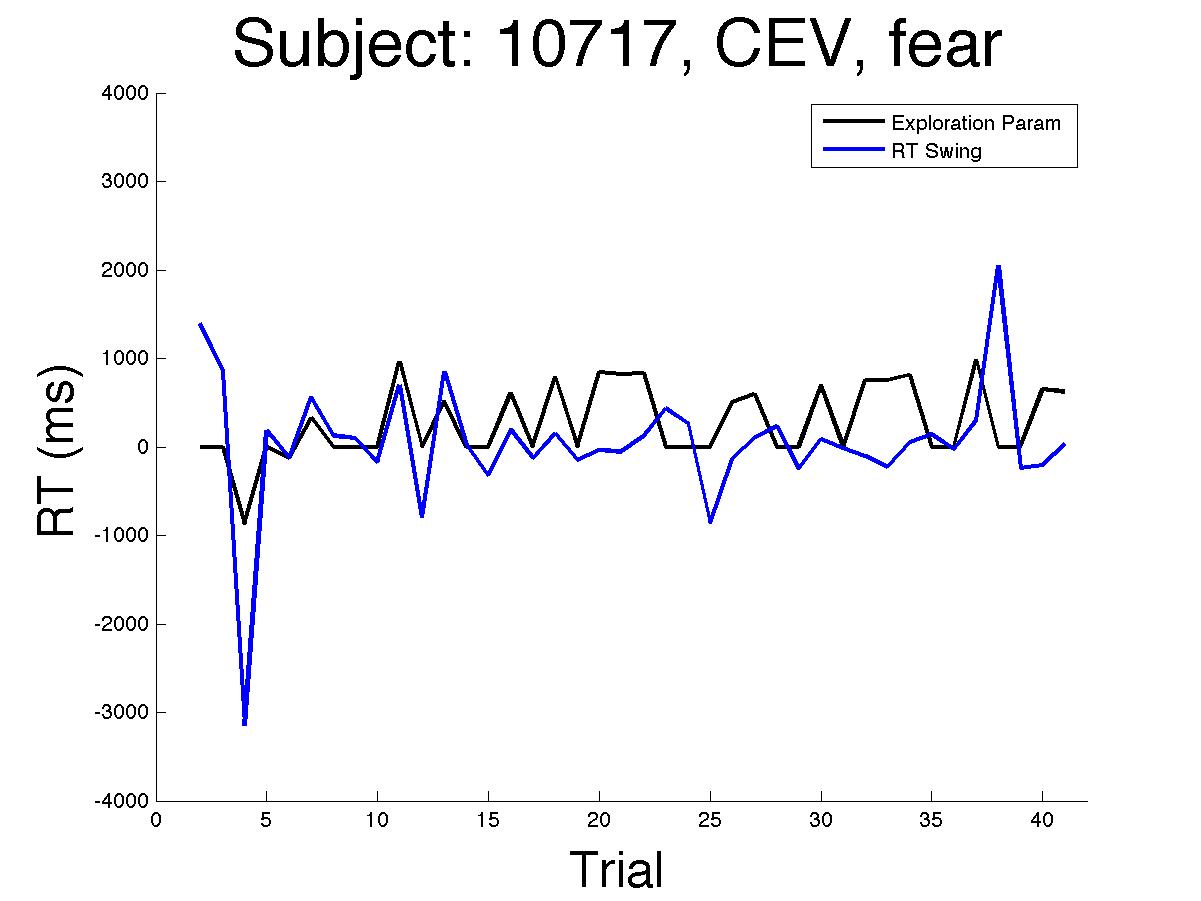 Subject: 10717, CEV, fear
Exploration Param
RT Swing
4000
3000
2000
1000
0
-1000
-2000
-3000
-4000
RT (ms)
0 5 10 15 20 25 30 35 40
Trial